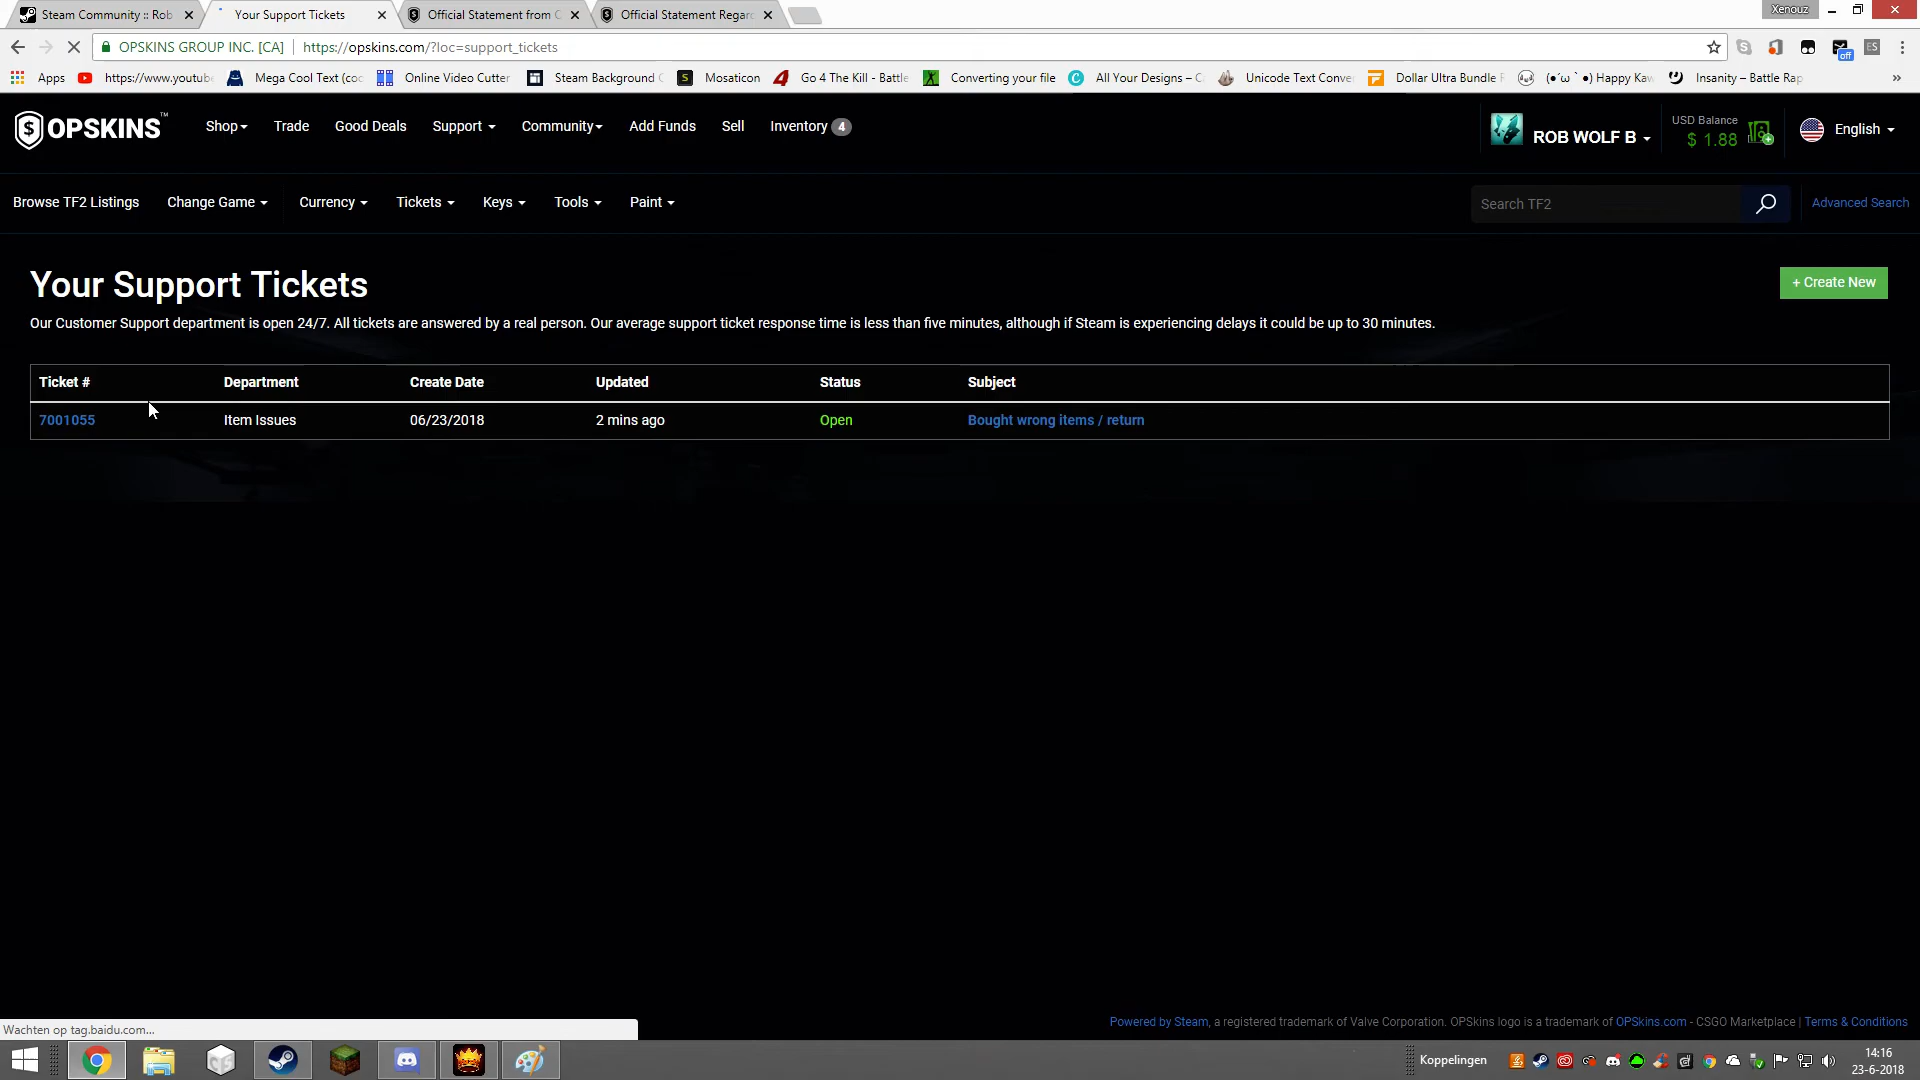 Steam Community :: Rob
Your Support Tickets
Official Statement from
Official Statement Regar
Xenouz
OPSKINS GROUP INC. [CA]
https://opskins.com/?loc=support_tickets
ES
Apps
https://www.youtub
Mega Cool Text (coo
Online Video Cutter
Steam Background
S
Mosaticon
Go 4 The Kill - Battle
Converting your file
All Your Designs –
Unicode Text Conve
Dollar Ultra Bundle
(●´ω｀●) Happy Kaw
Insanity – Battle Rap
»
off
OPSKINS™
Shop
Trade
Good Deals
Support
Community
Add Funds
Sell
Inventory 4
ROB WOLF B
USD Balance
$ 1.88
English
Browse TF2 Listings
Change Game
Currency
Tickets
Keys
Tools
Paint
Search TF2
Advanced Search
Your Support Tickets
+ Create New
Our Customer Support department is open 24/7. All tickets are answered by a real person. Our average support ticket response time is less than five minutes, although if Steam is experiencing delays it could be up to 30 minutes.
Ticket # Department Create Date Updated Status Subject
7001055 Item Issues 06/23/2018 2 mins ago Open Bought wrong items / return
Powered by Steam, a registered trademark of Valve Corporation. OPSkins logo is a trademark of OPSkins.com - CSGO Marketplace | Terms & Conditions
Wachten op tag.baidu.com...
Koppelingen
14:16
23-6-2018